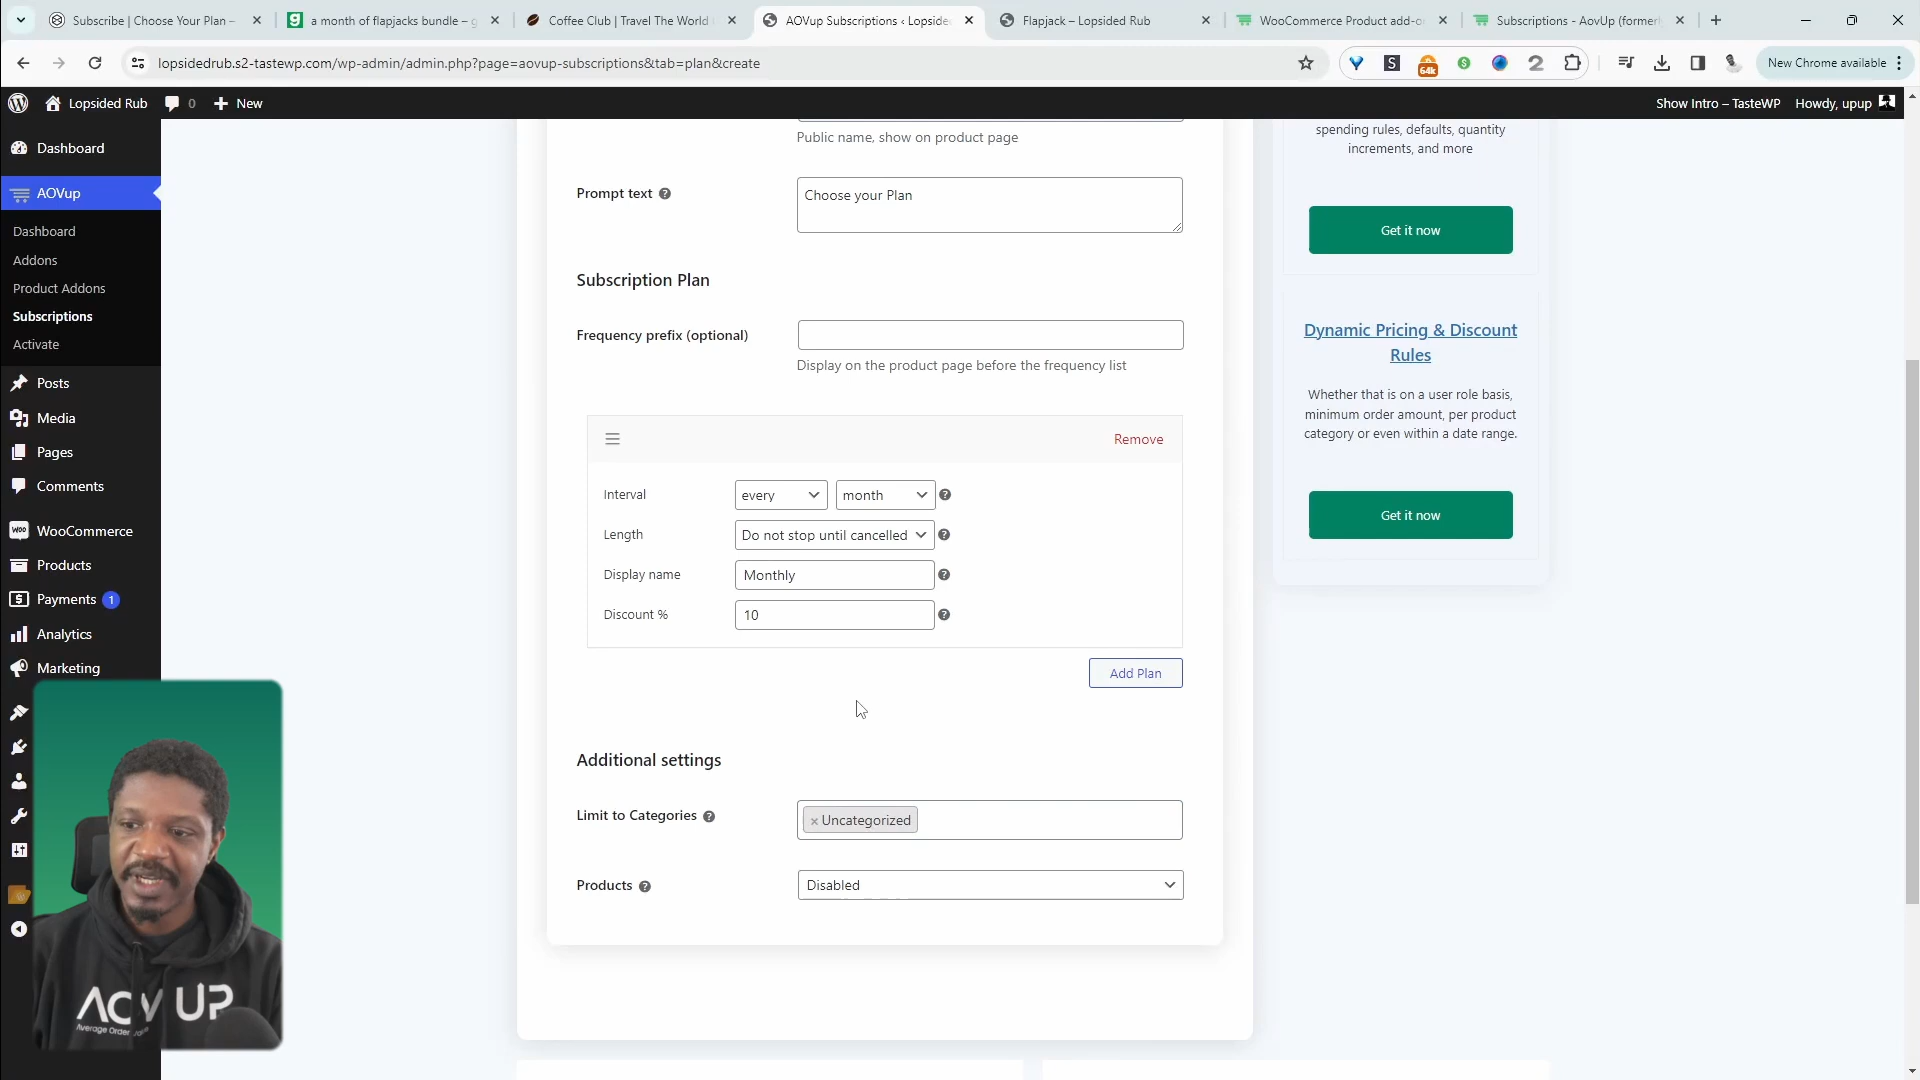 Subscribe | Choose Your Plan –
a month of flapjacks bundle – g
Coffee Club | Travel The World
AOVup Subscriptions ‹ Lopside
Flapjack – Lopsided Rub
WooCommerce Product add-o
Subscriptions - AovUp (former
lopsidedrub.s2-tastewp.com/wp-admin/admin.php?page=aovup-subscriptions&tab=plan&create
64k
New Chrome available
Lopsided Rub
0
New
Show Intro – TasteWP
Howdy, upup
Dashboard
AOVup
Dashboard
Addons
Product Addons
Subscriptions
Activate
Posts
Media
Pages
Comments
WooCommerce
Products
Payments 1
Analytics
Marketing
Public name, show on product page
Prompt text
Choose your Plan
Subscription Plan
Frequency prefix (optional)
Display on the product page before the frequency list
Remove
Interval
every
month
Length
Do not stop until cancelled
Display name
Monthly
Discount %
10
Add Plan
Additional settings
Limit to Categories
× Uncategorized
Products
Disabled
spending rules, defaults, quantity
increments, and more
Get it now
Dynamic Pricing & Discount
Rules
Whether that is on a user role basis,
minimum order amount, per product
category or even within a date range.
Get it now
Average Order